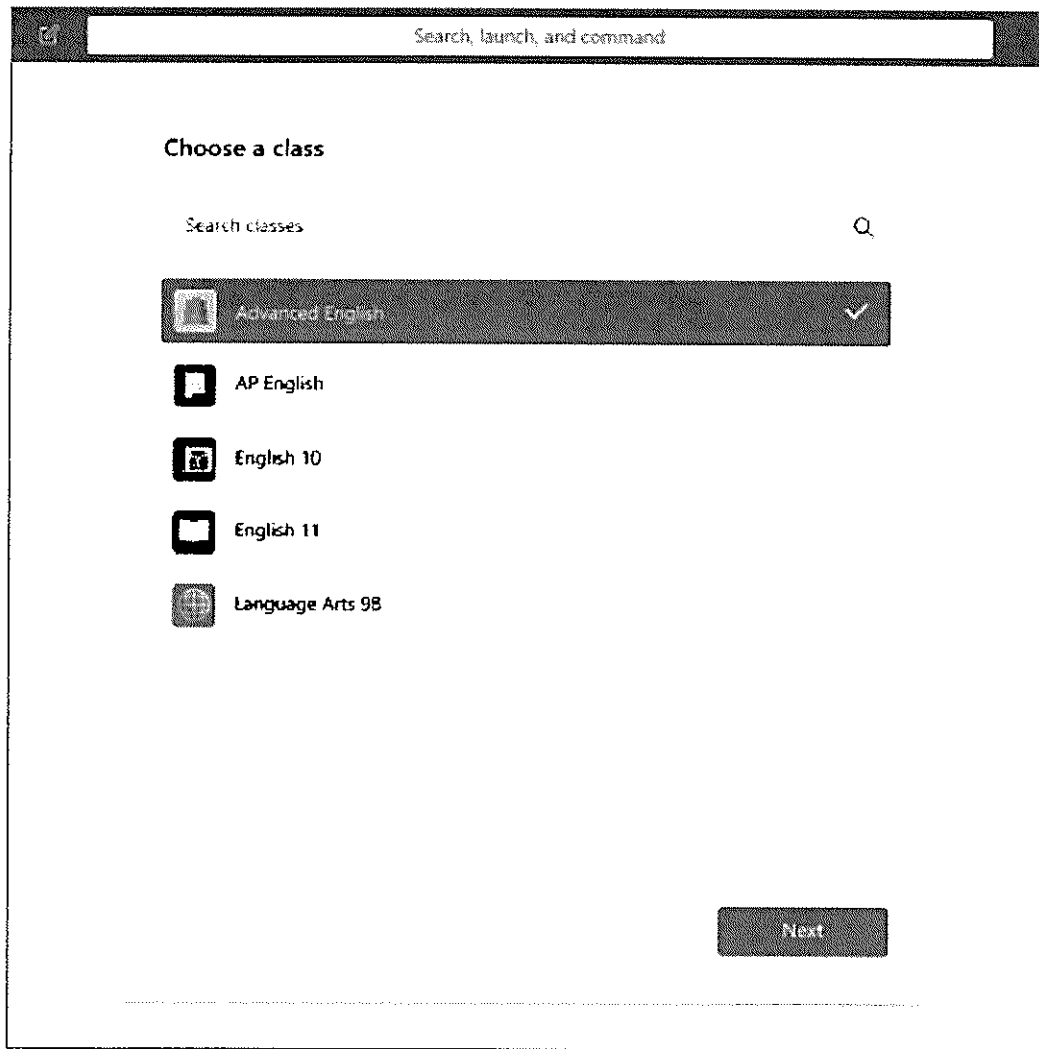 Search, launch, and command
Choose a class
Search classes
Advanced English
AP English
English 10
English 11
Language Arts 9B
Next